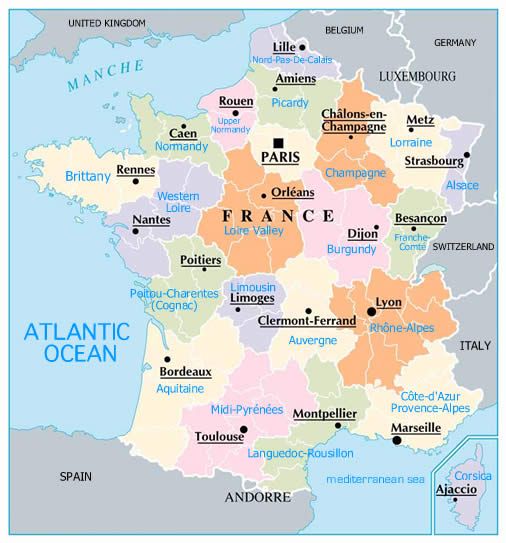 UNITED KINGDOM
BELGIUM
GERMANY
LUXEMBOURG
MANCHE
Lille
Nord-Pas-De-Calais
Amiens
Picardy
Rouen
Upper
Normandy
Caen
Normandy
Châlons-en-
Champagne
Champagne
Metz
Lorraine
Strasbourg
Alsace
PARIS
Brittany
Rennes
Western
Loire
Nantes
Orléans
FRANCE
Loire Valley
Dijon
Burgundy
Besançon
Franche-
Comté
SWITZERLAND
Poitiers
Poitou-Charentes
(Cognac)
Limousin
Limoges
Clermont-Ferrand
Auvergne
Lyon
Rhône-Alpes
ATLANTIC
OCEAN
ITALY
Bordeaux
Aquitaine
Midi-Pyrénées
Toulouse
Montpellier
Languedoc-Rousillon
Côte-d'Azur
Provence-Alpes
Marseille
SPAIN
ANDORRE
mediterranean sea
Corsica
Ajaccio